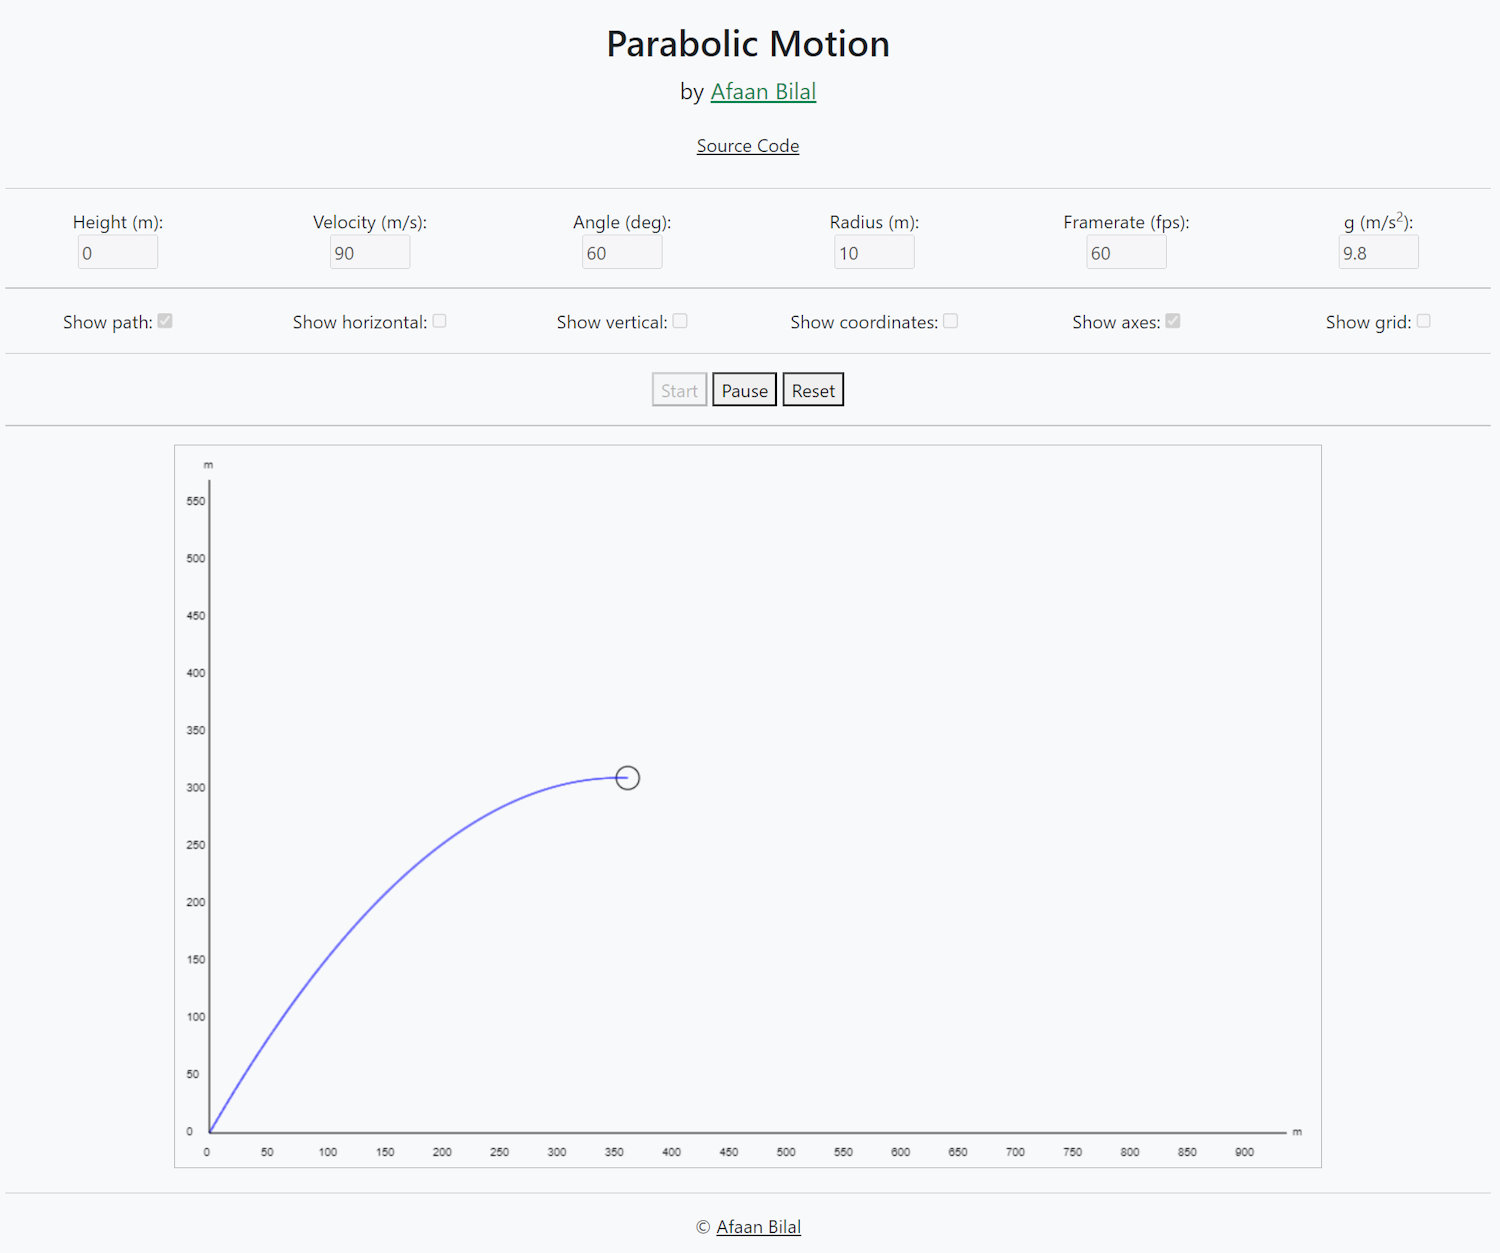 Parabolic Motion
by Afaan Bilal
Source Code
Height (m): Velocity (m/s): Angle (deg): Radius (m): Framerate (fps): g (m/s²):
0 90 60 10 60 9.8
Show path: Show horizontal: Show vertical: Show coordinates: Show axes: Show grid:
Start Pause Reset
m
550
500
450
400
350
300
250
200
150
100
50
0
m
0 50 100 150 200 250 300 350 400 450 500 550 600 650 700 750 800 850 900
© Afaan Bilal